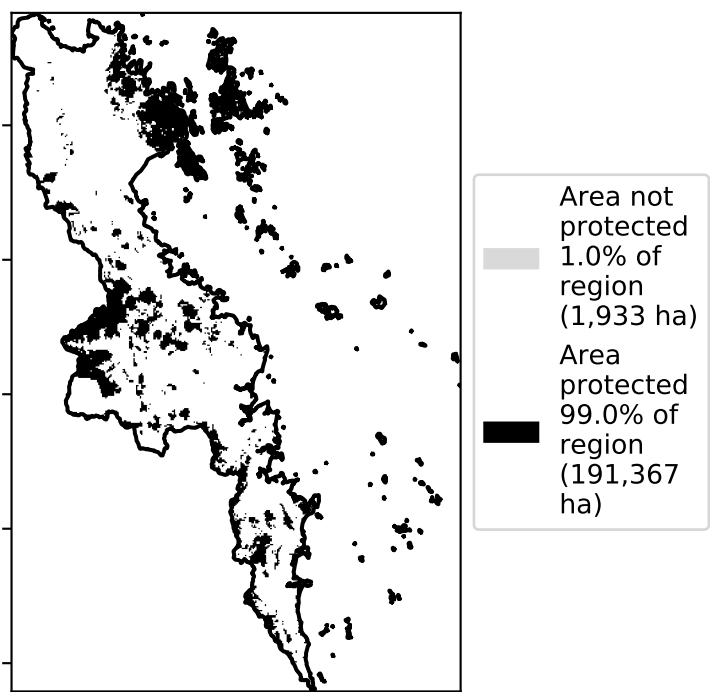 Area not
protected
1.0% of
region
(1,933 ha)
Area
protected
99.0% of
region
(191,367
ha)